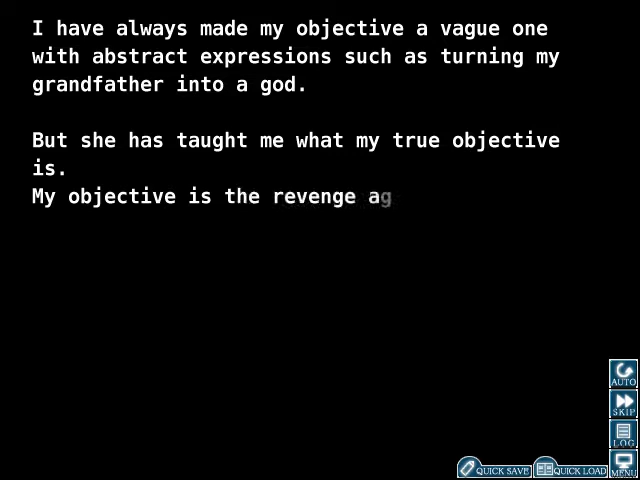 I have always made my objective a vague one
with abstract expressions such as turning my
grandfather into a god.
But she has taught me what my true objective
is.
My objective is the revenge ag
AUTO
SKIP
LOG
QUICK SAVE
QUICK LOAD
MENU